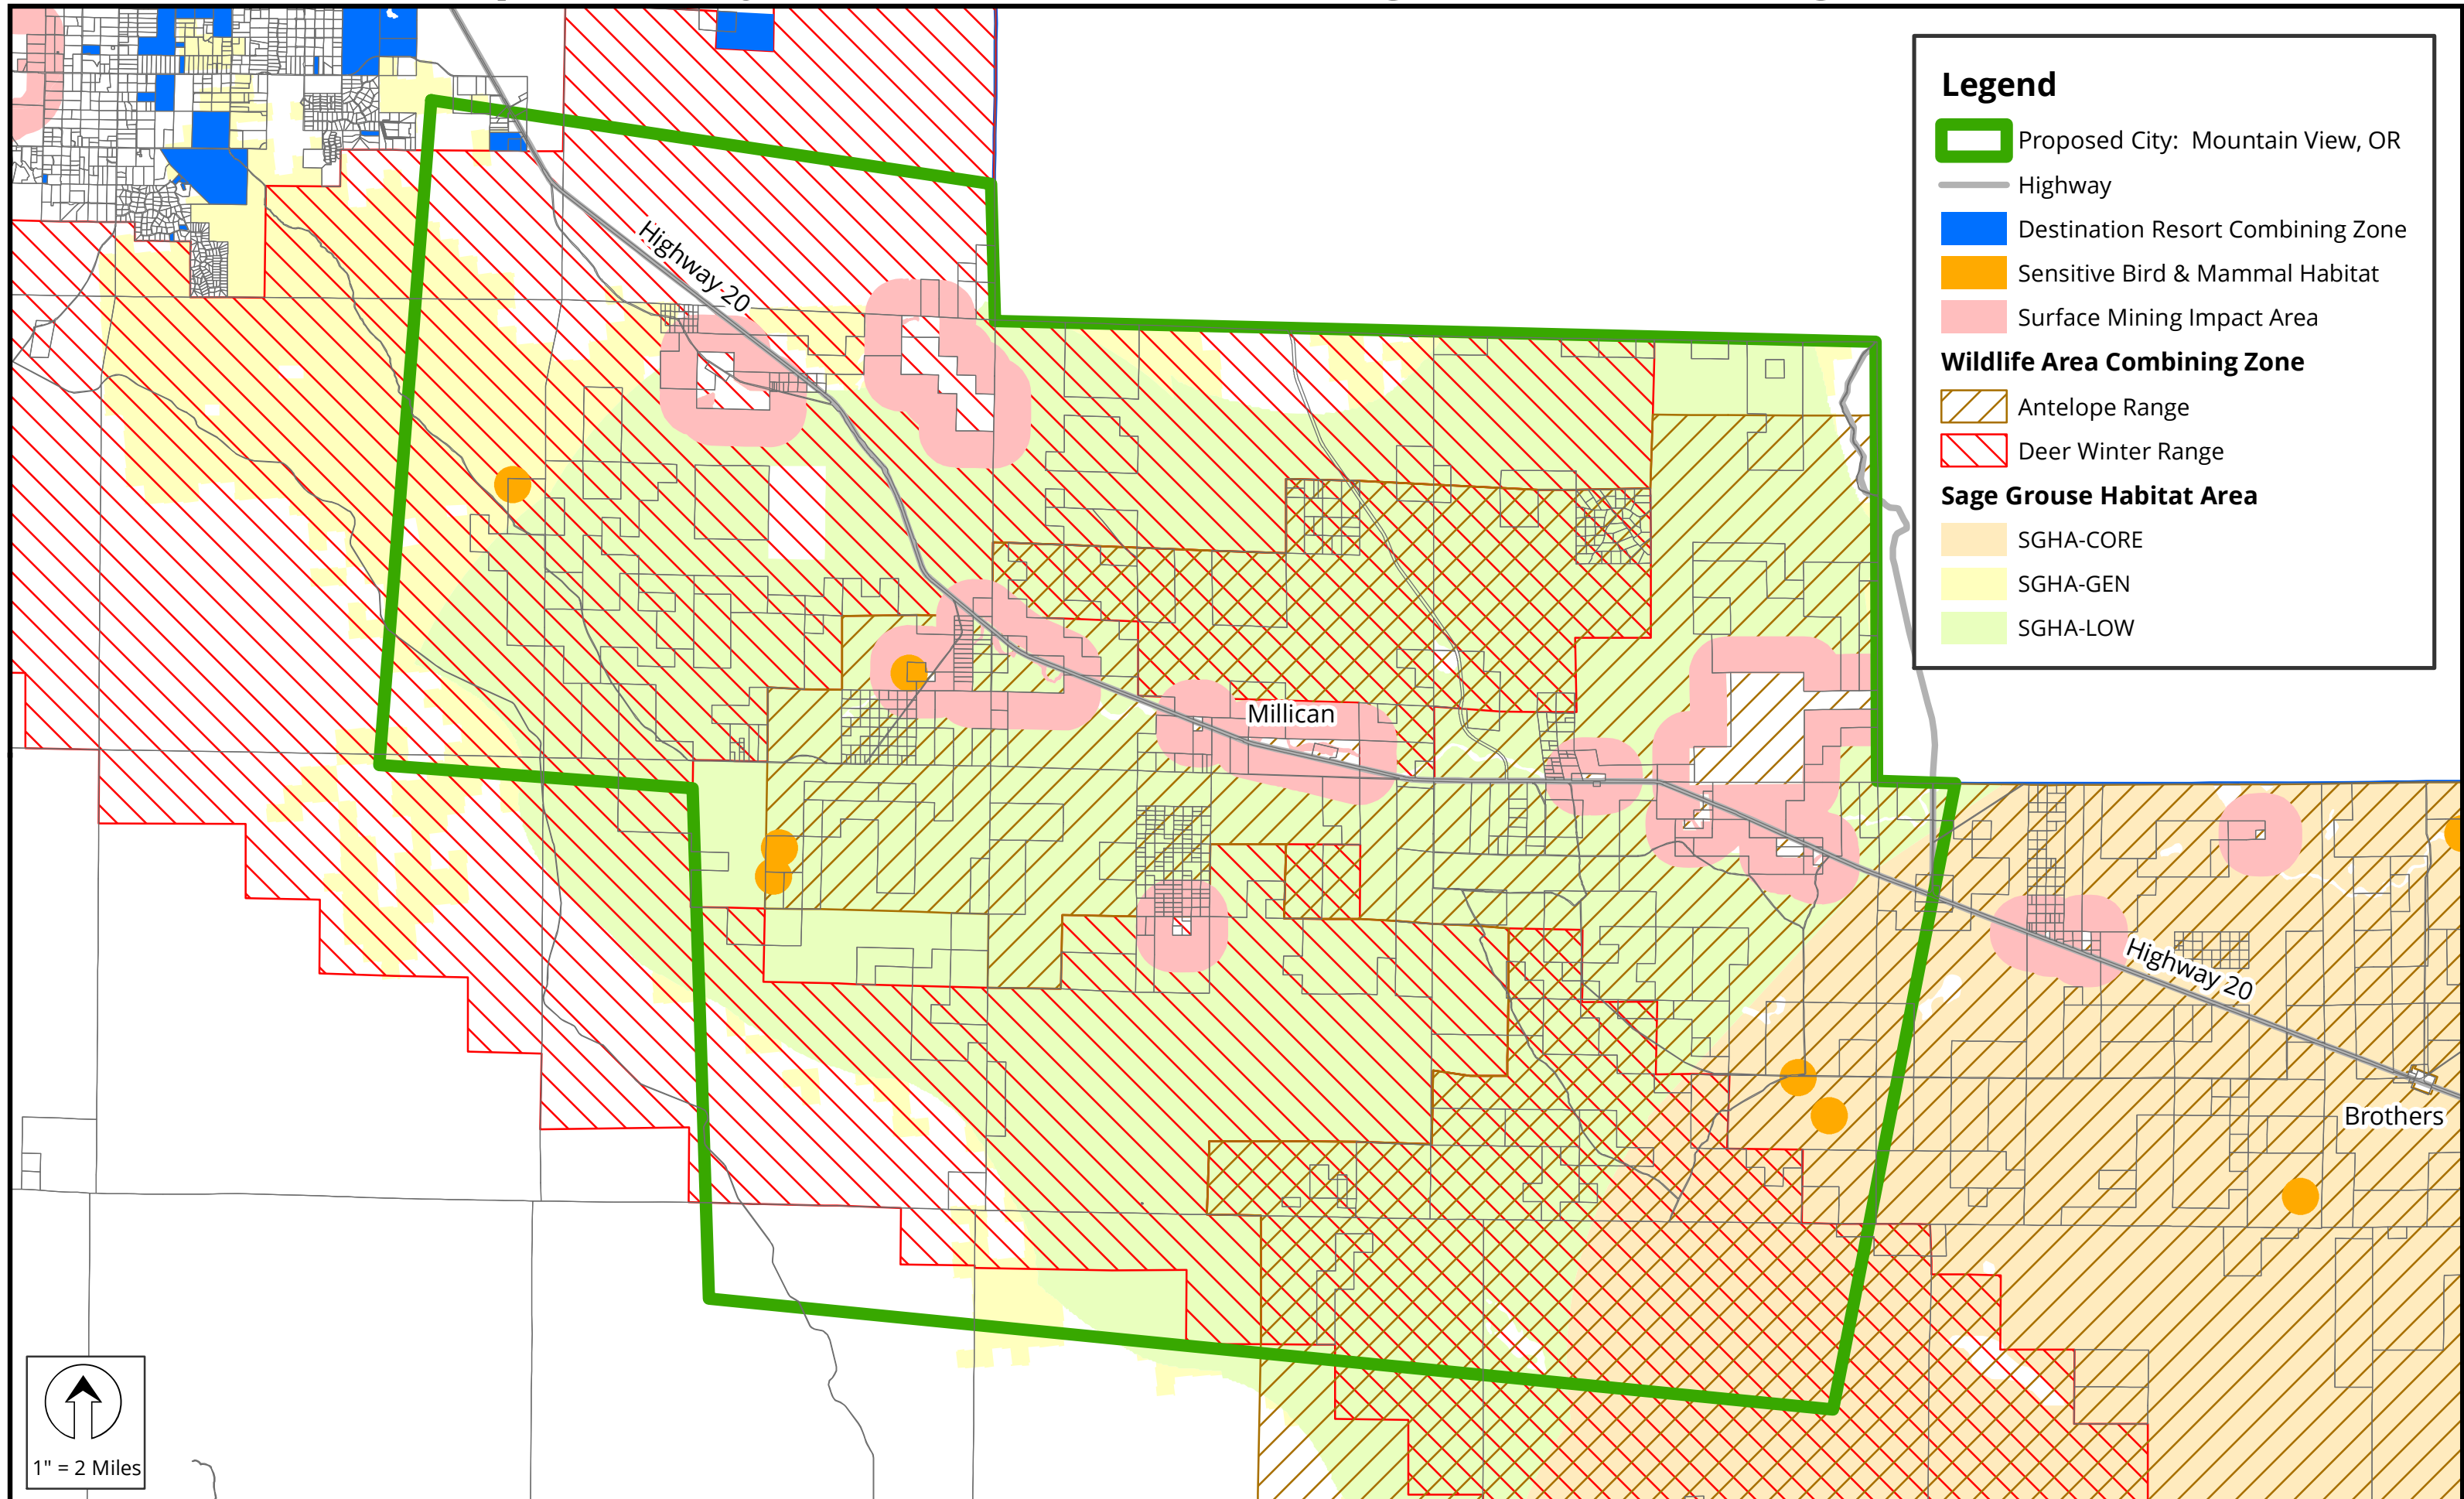 Legend
Proposed City:  Mountain View, OR
Highway
Destination Resort Combining Zone
Sensitive Bird & Mammal Habitat
Surface Mining Impact Area
Wildlife Area Combining Zone
Antelope Range
Deer Winter Range
Sage Grouse Habitat Area
SGHA-CORE
SGHA-GEN
SGHA-LOW
Highway 20
Millican
Highway 20
Brothers
1" = 2 Miles